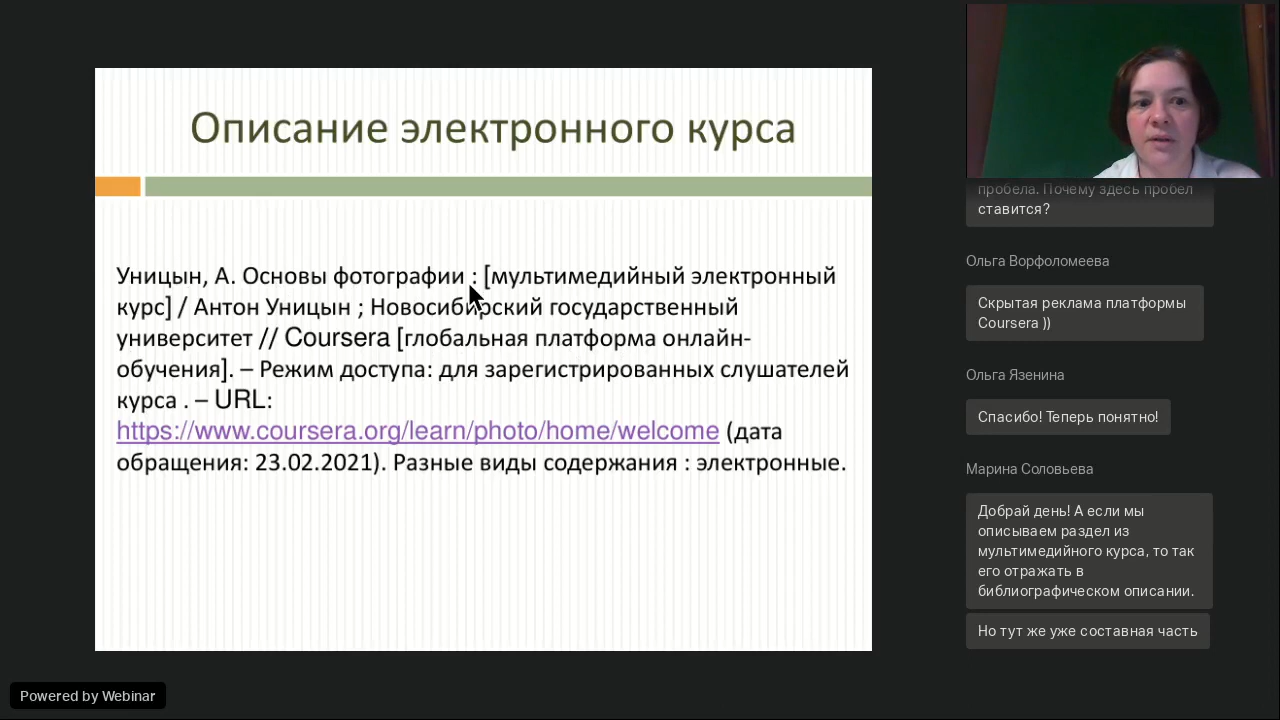 Описание электронного курса
Уницын, А. Основы фотографии : [мультимедийный электронный
курс] / Антон Уницын ; Новосибирский государственный
университет // Coursera [глобальная платформа онлайн-
обучения]. – Режим доступа: для зарегистрированных слушателей
курса . – URL:
https://www.coursera.org/learn/photo/home/welcome (дата
обращения: 23.02.2021). Разные виды содержания : электронные.
пробела. Почему здесь пробел
ставится?
Ольга Ворфоломеева
Скрытая реклама платформы
Coursera ))
Ольга Язенина
Спасибо! Теперь понятно!
Марина Соловьева
Добрай день! А если мы
описываем раздел из
мультимедийного курса, то так
его отражать в
библиографическом описании.
Но тут же уже составная часть
Powered by Webinar